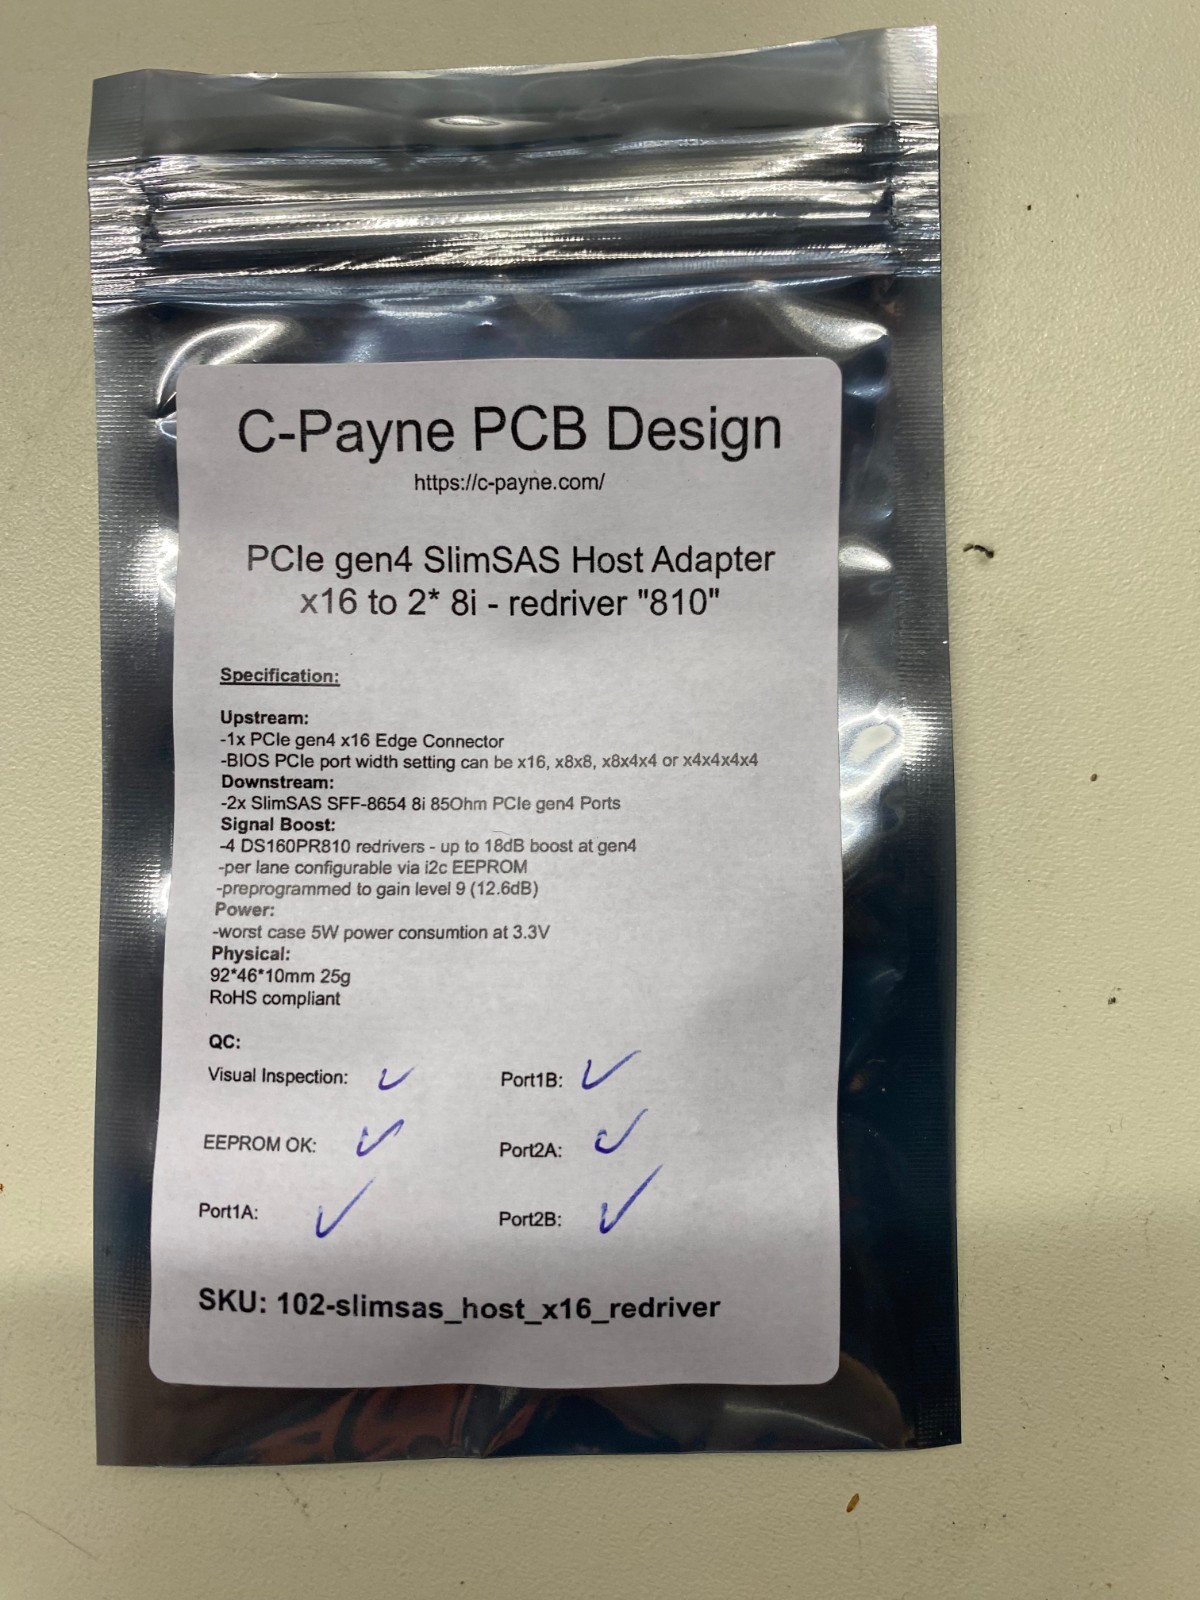 C-Payne PCB Design
https://c-payne.com/
PCIe gen4 SlimSAS Host Adapter
x16 to 2* 8i - redriver "810"
Specification:
Upstream:
-1x PCIe gen4 x16 Edge Connector
-BIOS PCIe port width setting can be x16, x8x8, x8x4x4 or x4x4x4x4
Downstream:
-2x SlimSAS SFF-8654 8i 85Ohm PCIe gen4 Ports
Signal Boost:
-4 DS160PR810 redrivers - up to 18dB boost at gen4
-per lane configurable via i2c EEPROM
-preprogrammed to gain level 9 (12.6dB)
Power:
-worst case 5W power consumtion at 3.3V
Physical:
92*46*10mm 25g
RoHS compliant
QC:
Visual Inspection: ✓ Port1B: ✓
EEPROM OK: ✓ Port2A: ✓
Port1A: ✓ Port2B: ✓
SKU: 102-slimsas_host_x16_redriver